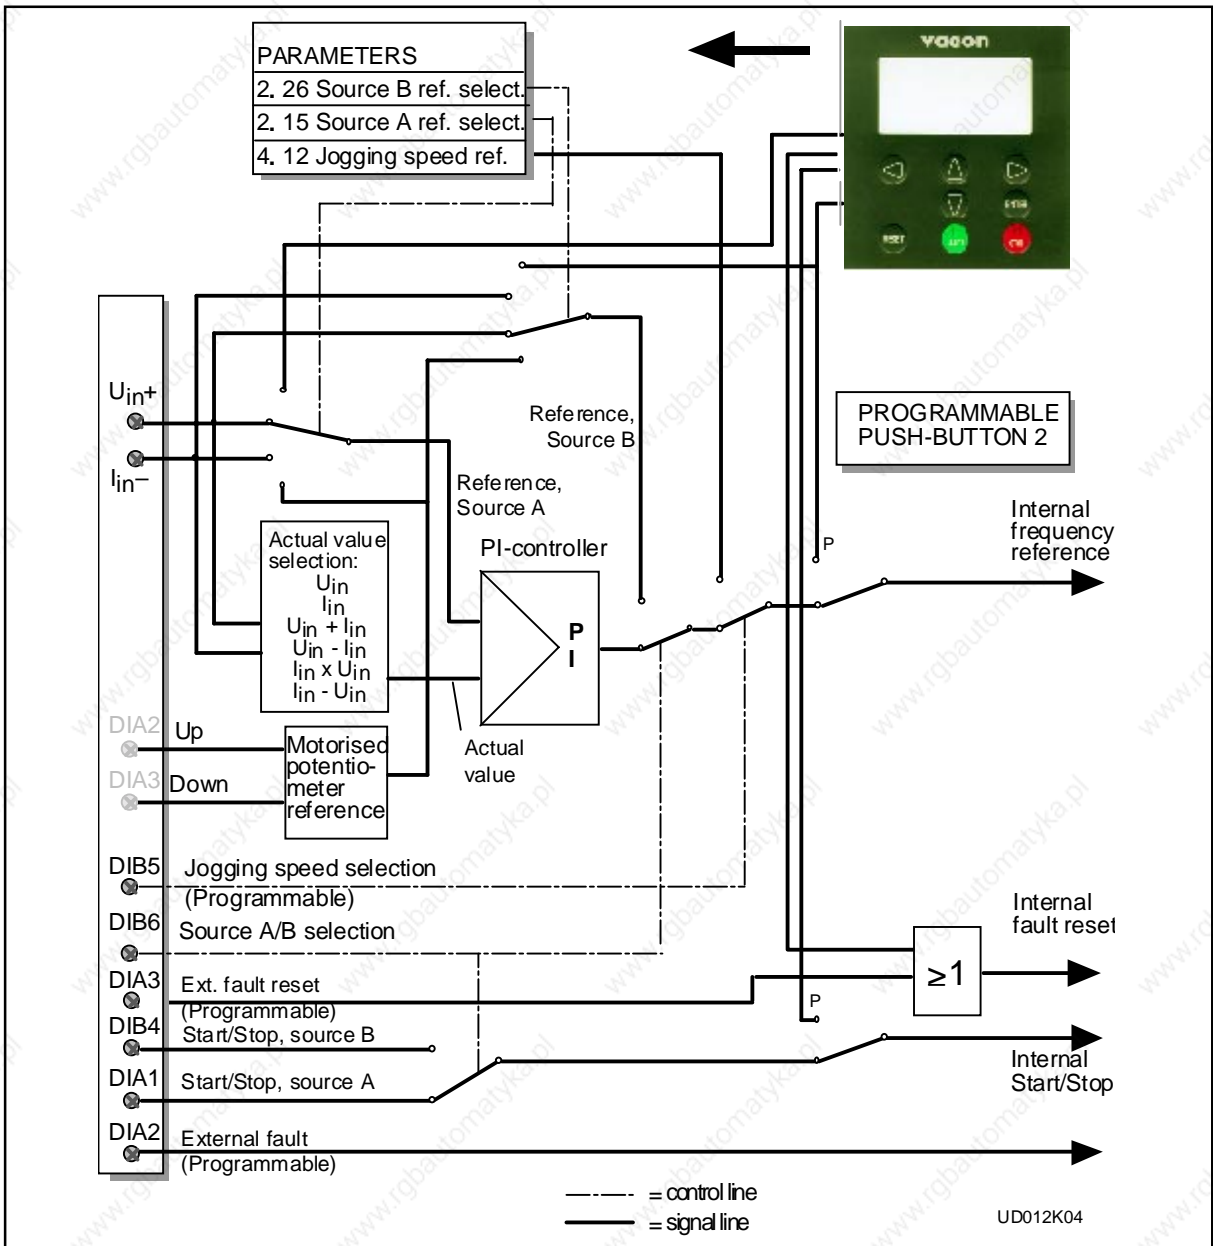 vacon
PARAMETERS
2. 26 Source B ref. select.
2. 15 Source A ref. select.
4. 12 Jogging speed ref.
RESET
Uin+
Iin–
Reference,
Source B
PROGRAMMABLE
PUSH-BUTTON 2
Reference,
Source A
Internal
frequency
reference
P
Actual value
selection:
Uin
Iin
Uin + Iin
Uin - Iin
Iin x Uin
Iin - Uin
PI-controller
P
I
DIA2
Up
DIA3
Down
Motorised
potentio-
meter
reference
Actual
value
DIB5
Jogging speed selection
(Programmable)
DIB6
Source A/B selection
Internal
fault reset
≥1
DIA3
Ext. fault reset
(Programmable)
P
DIB4
Start/Stop, source B
DIA1
Start/Stop, source A
Internal
Start/Stop
DIA2
External fault
(Programmable)
= control line
= signal line
UD012K04
www.rgbautomatyka.pl